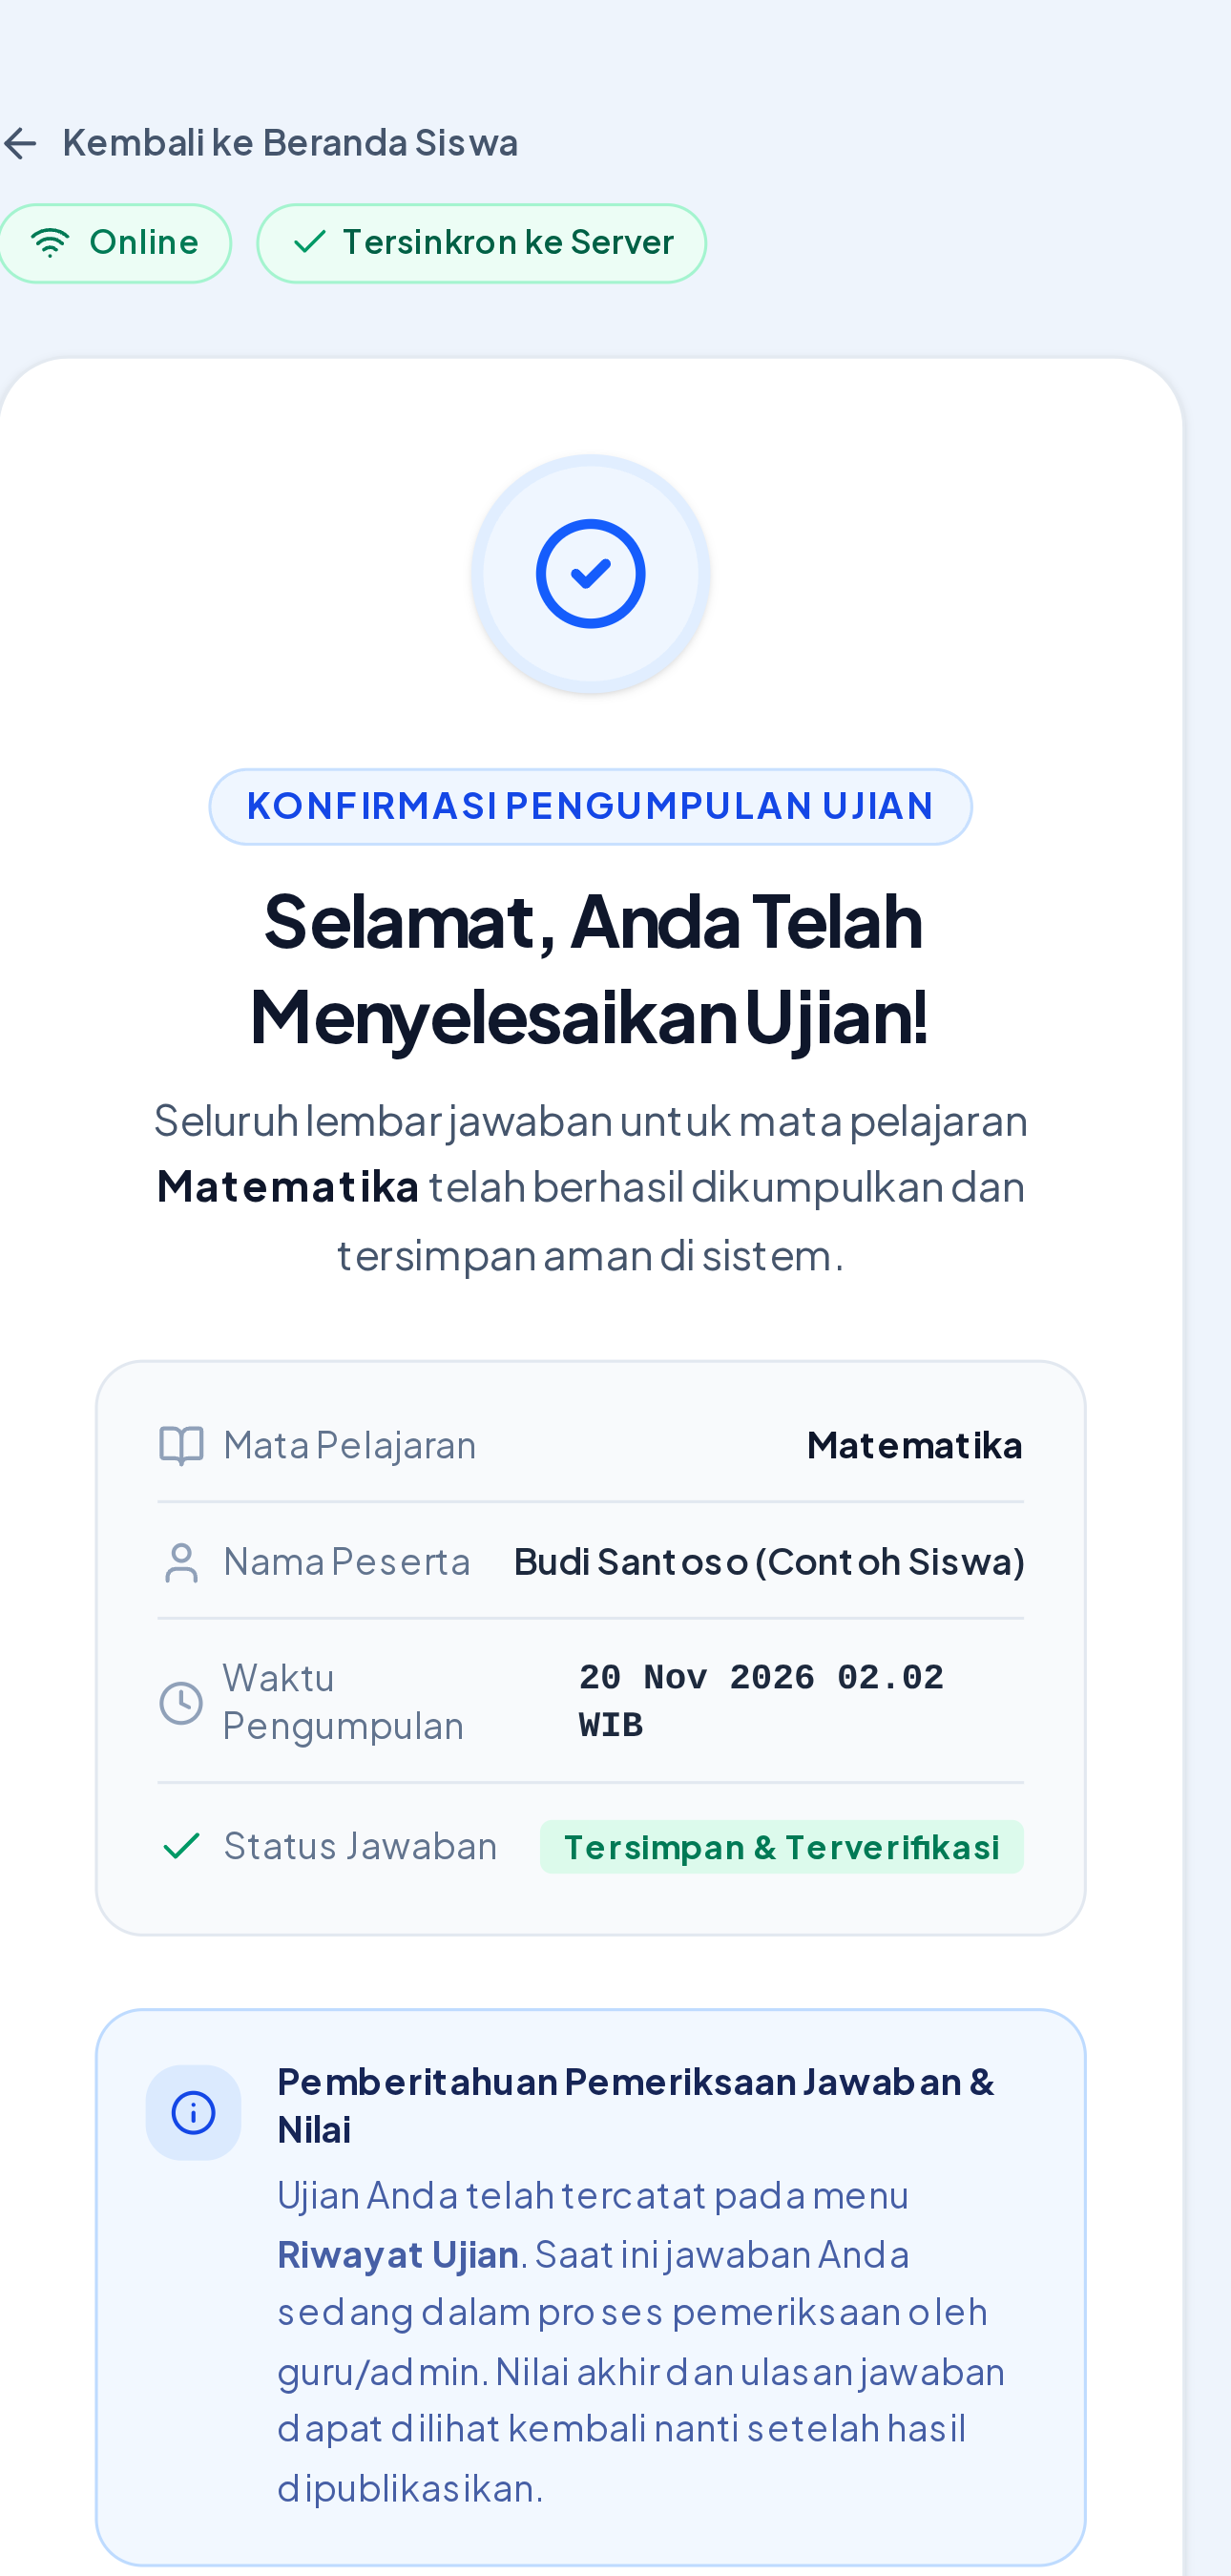 Kembali ke Beranda Siswa
Online
Tersinkron ke Server
KONFIRMASI PENGUMPULAN UJIAN
Selamat, Anda Telah
Menyelesaikan Ujian!
Seluruh lembar jawaban untuk mata pelajaran
Matematika telah berhasil dikumpulkan dan
tersimpan aman di sistem.
Mata Pelajaran
Matematika
Nama Peserta
Budi Santoso (Contoh Siswa)
Waktu
Pengumpulan
20 Nov 2026 02.02
WIB
Status Jawaban
Tersimpan & Terverifikasi
Pemberitahuan Pemeriksaan Jawaban &
Nilai
Ujian Anda telah tercatat pada menu
Riwayat Ujian. Saat ini jawaban Anda
sedang dalam proses pemeriksaan oleh
guru/admin. Nilai akhir dan ulasan jawaban
dapat dilihat kembali nanti setelah hasil
dipublikasikan.